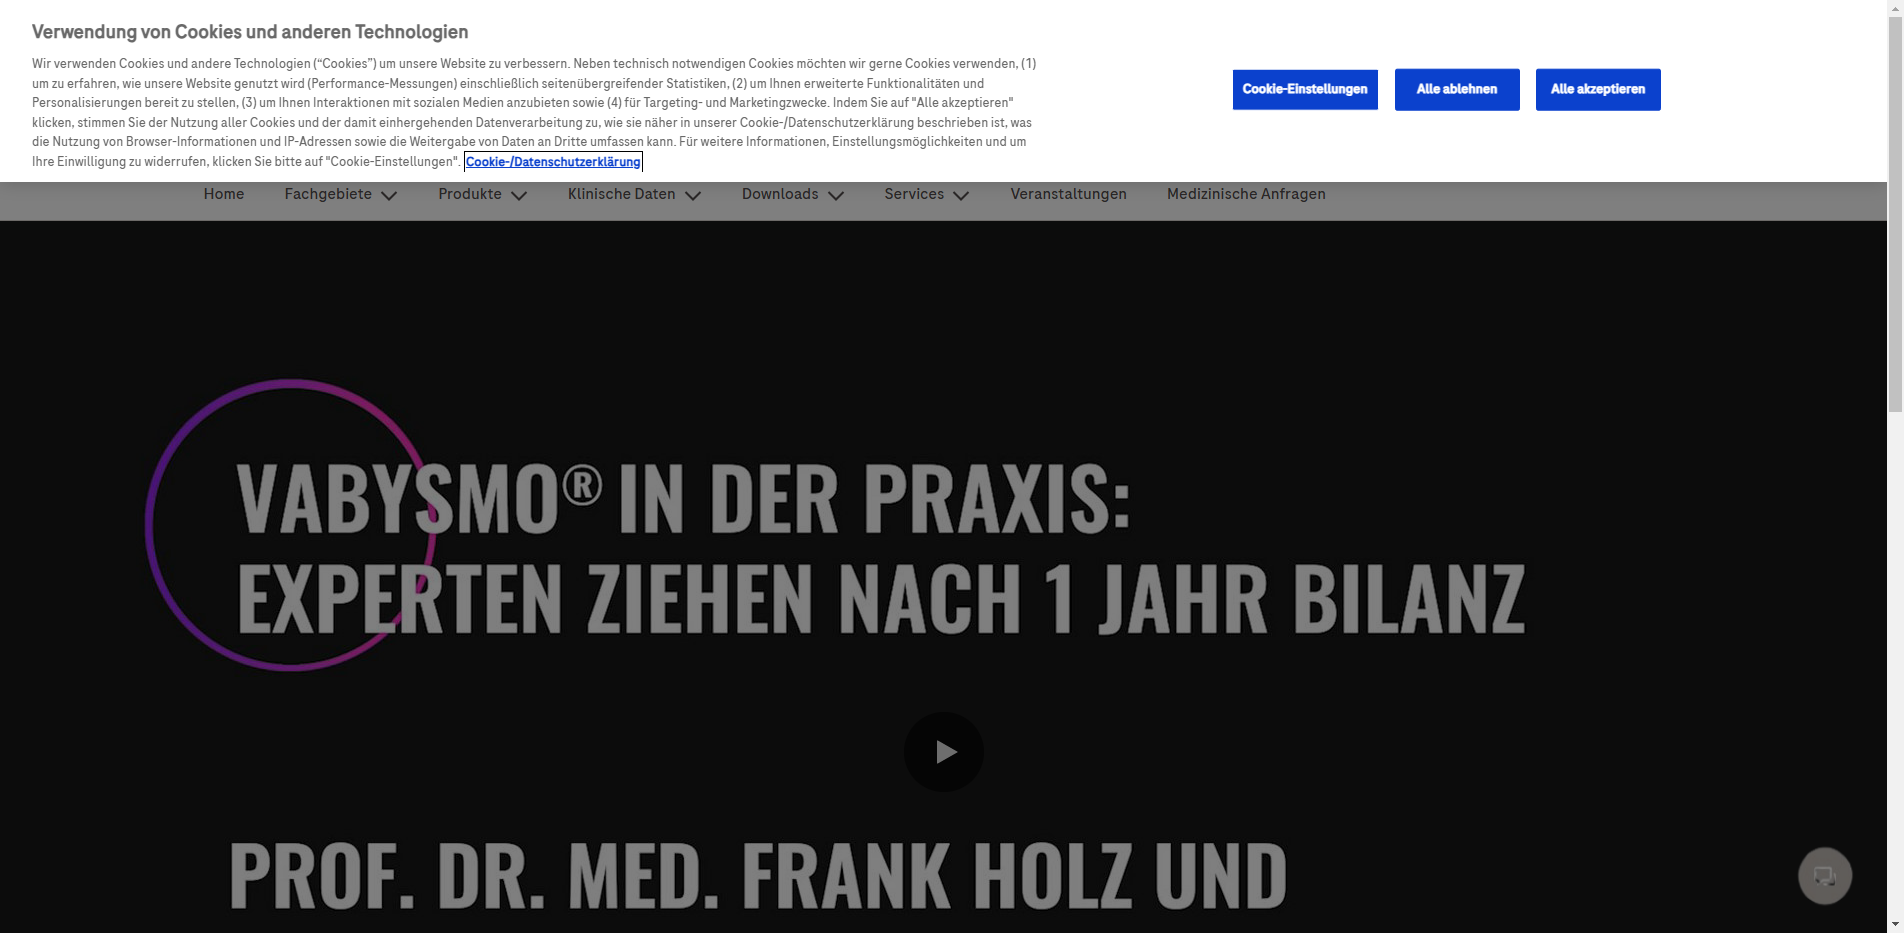 Verwendung von Cookies und anderen Technologien
Wir verwenden Cookies und andere Technologien (“Cookies”) um unsere Website zu verbessern. Neben technisch notwendigen Cookies möchten wir gerne Cookies verwenden, (1)
um zu erfahren, wie unsere Website genutzt wird (Performance-Messungen) einschließlich seitenübergreifender Statistiken, (2) um Ihnen erweiterte Funktionalitäten und
Personalisierungen bereit zu stellen, (3) um Ihnen Interaktionen mit sozialen Medien anzubieten sowie (4) für Targeting- und Marketingzwecke. Indem Sie auf "Alle akzeptieren"
klicken, stimmen Sie der Nutzung aller Cookies und der damit einhergehenden Datenverarbeitung zu, wie sie näher in unserer Cookie-/Datenschutzerklärung beschrieben ist, was
die Nutzung von Browser-Informationen und IP-Adressen sowie die Weitergabe von Daten an Dritte umfassen kann. Für weitere Informationen, Einstellungsmöglichkeiten und um
Ihre Einwilligung zu widerrufen, klicken Sie bitte auf "Cookie-Einstellungen". Cookie-/Datenschutzerklärung
Cookie-Einstellungen Alle ablehnen Alle akzeptieren
Home Fachgebiete Produkte Klinische Daten Downloads Services Veranstaltungen Medizinische Anfragen
VABYSMO® IN DER PRAXIS:
EXPERTEN ZIEHEN NACH 1 JAHR BILANZ
PROF. DR. MED. FRANK HOLZ UND